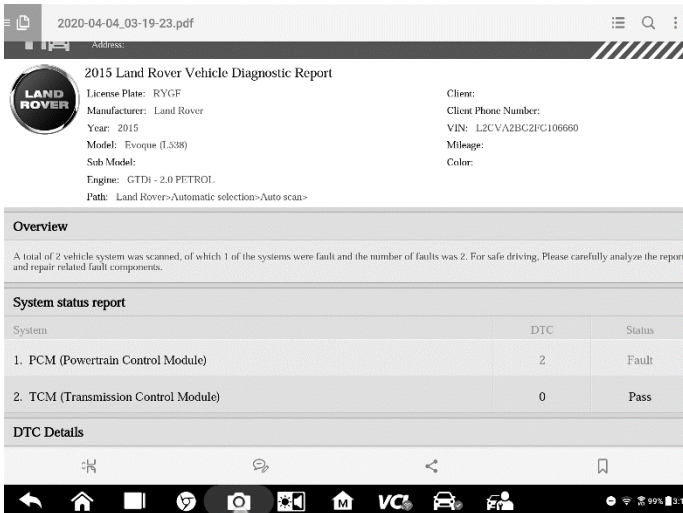 2020-04-04_03-19-23.pdf
Address:
LAND
ROVER
2015 Land Rover Vehicle Diagnostic Report
License Plate: RYGF
Client:
Manufacturer: Land Rover
Client Phone Number:
Year: 2015
VIN: L2CVA2BG2FG106660
Model: Evoque (L538)
Mileage:
Sub Model:
Color:
Engine: GTDi - 2.0 PETROL
Path: Land Rover>Automatic selection>Auto scan>
Overview
A total of 2 vehicle system was scanned, of which 1 of the systems were fault and the number of faults was 2. For safe driving, Please carefully analyze the repor
and repair related fault components.
System status report
System DTC Status
1. PCM (Powertrain Control Module) 2 Fault
2. TCM (Transmission Control Module) 0 Pass
DTC Details
M VCI 99% 3:1